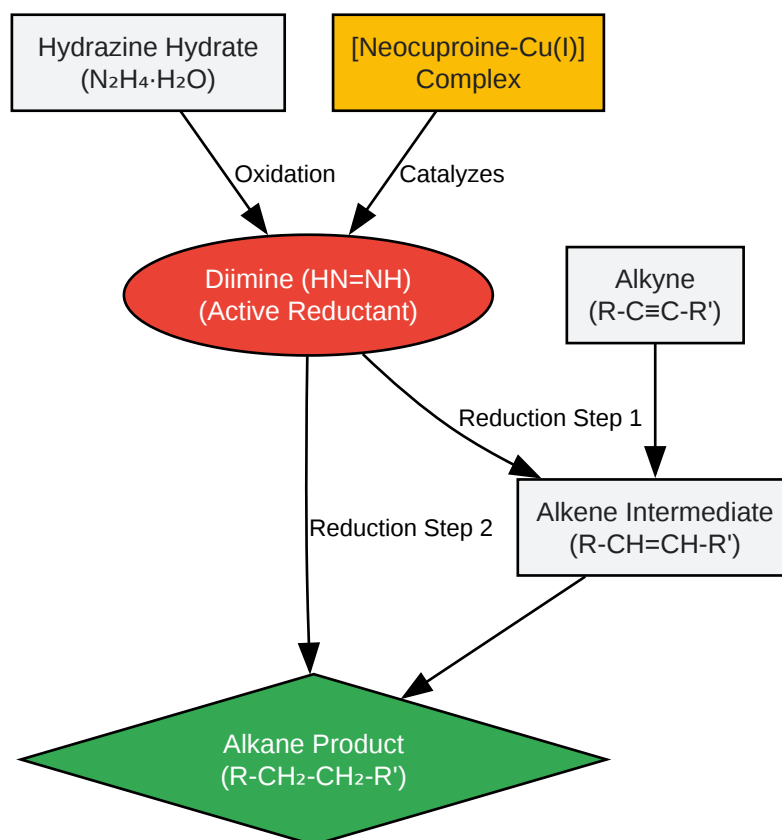 Hydrazine Hydrate
(N₂H₄·H₂O)
[Neocuproine-Cu(I)]
Complex
Oxidation
Catalyzes
Diimine (HN=NH)
(Active Reductant)
Alkyne
(R-C≡C-R')
Reduction Step 1
Alkene Intermediate
(R-CH=CH-R')
Reduction Step 2
Alkane Product
(R-CH₂-CH₂-R')